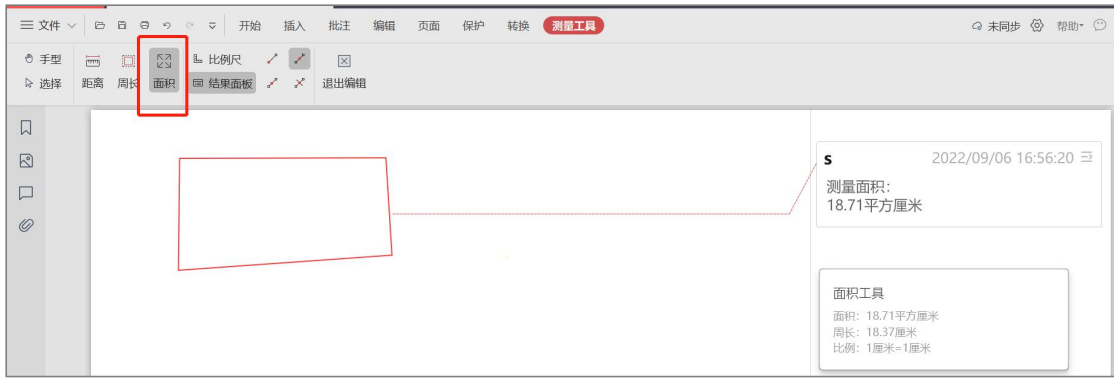 文件 开始 插入 批注 编辑 页面 保护 转换 测量工具 未同步 帮助
手型 比例尺
选择 距离 周长 面积 结果面板 退出编辑
S 2022/09/06 16:56:20
测量面积:
18.71平方厘米
面积工具
面积: 18.71平方厘米
周长: 18.37厘米
比例: 1厘米=1厘米